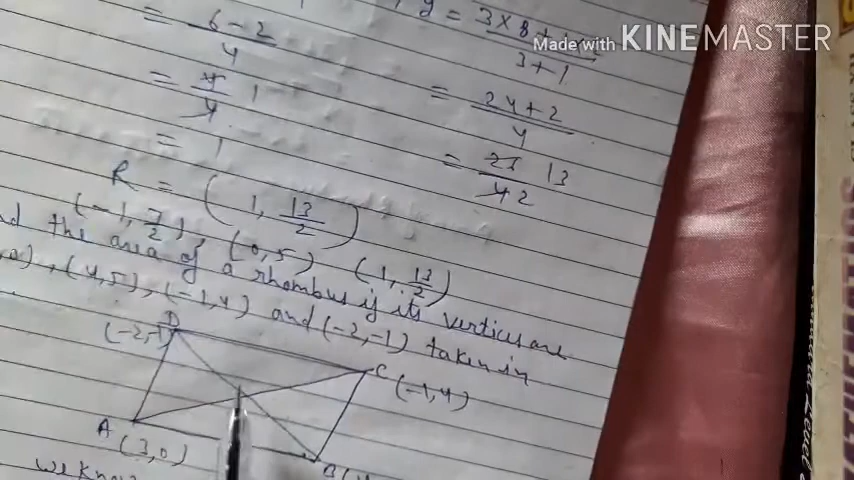 = 6-2 / 4
y = 3×8+ / 3+1
Made with KINEMASTER
= 4/4 1
= 24+2 / 4
= 1
= 26/42 13
R = (1, 13/2)
(-1, 7/2), (0,5) (1, 13/2)
the area of a rhombus if its vertices are
(4,5), (-1,4) and (-2,-1) taken in
D
(-2,-1)
C (-1,4)
A (3,0)
B
We know